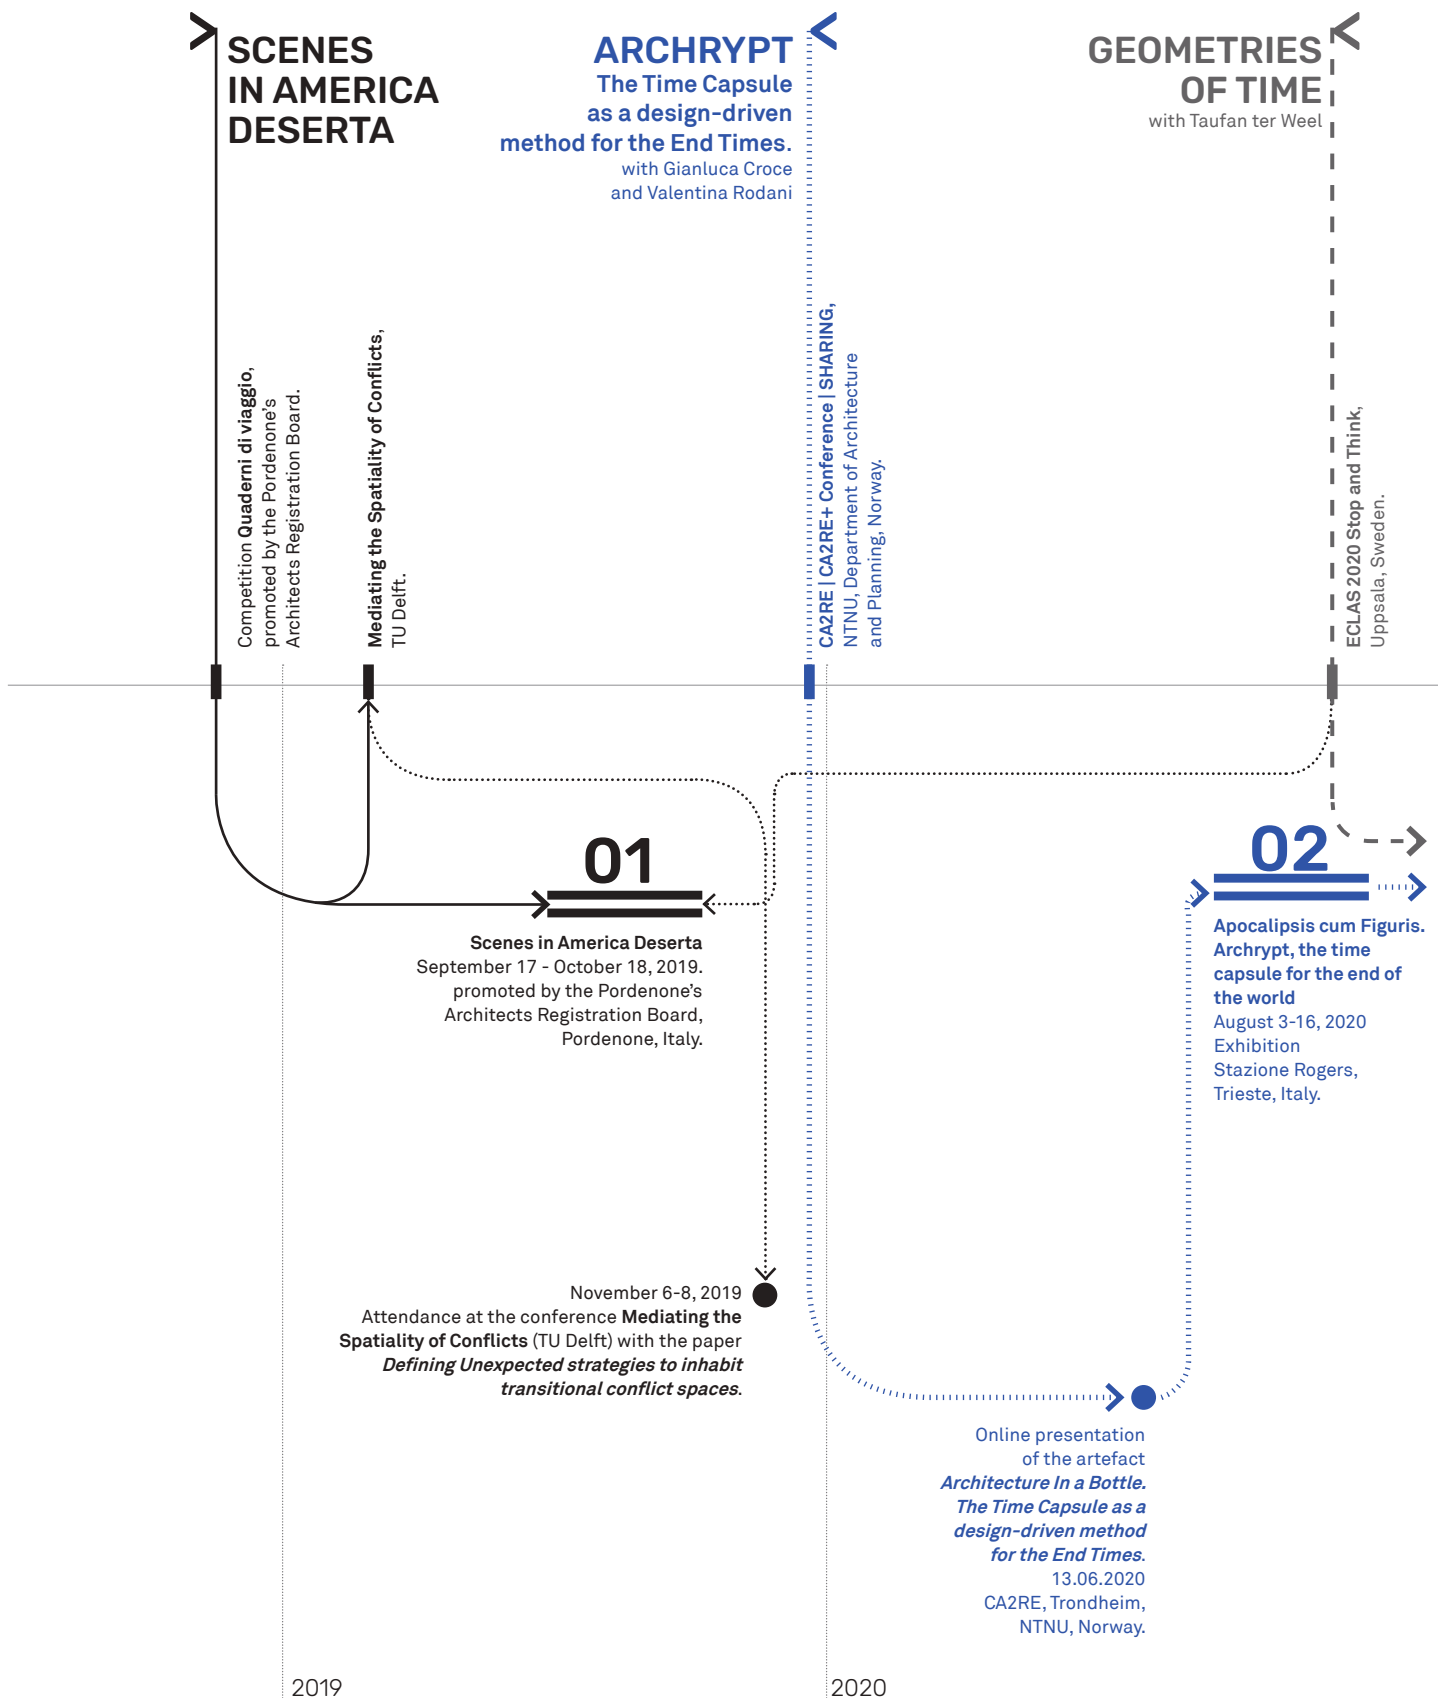 SCENES
IN AMERICA
DESERTA
ARCHRYPT
The Time Capsule
as a design-driven
method for the End Times.
with Gianluca Croce
and Valentina Rodani
GEOMETRIES
OF TIME
with Taufan ter Weel
Competition Quaderni di viaggio,
promoted by the Pordenone's
Architects Registration Board.
Mediating the Spatiality of Conflicts,
TU Delft.
CA2RE | CA2RE+ Conference | SHARING,
NTNU, Department of Architecture
and Planning, Norway.
ECLAS 2020 Stop and Think,
Uppsala, Sweden.
01
Scenes in America Deserta
September 17 - October 18, 2019.
promoted by the Pordenone's
Architects Registration Board,
Pordenone, Italy.
02
Apocalipsis cum Figuris.
Archrypt, the time
capsule for the end of
the world
August 3-16, 2020
Exhibition
Stazione Rogers,
Trieste, Italy.
November 6-8, 2019
Attendance at the conference Mediating the
Spatiality of Conflicts (TU Delft) with the paper
Defining Unexpected strategies to inhabit
transitional conflict spaces.
Online presentation
of the artefact
Architecture In a Bottle.
The Time Capsule as a
design-driven method
for the End Times.
13.06.2020
CA2RE, Trondheim,
NTNU, Norway.
2019
2020